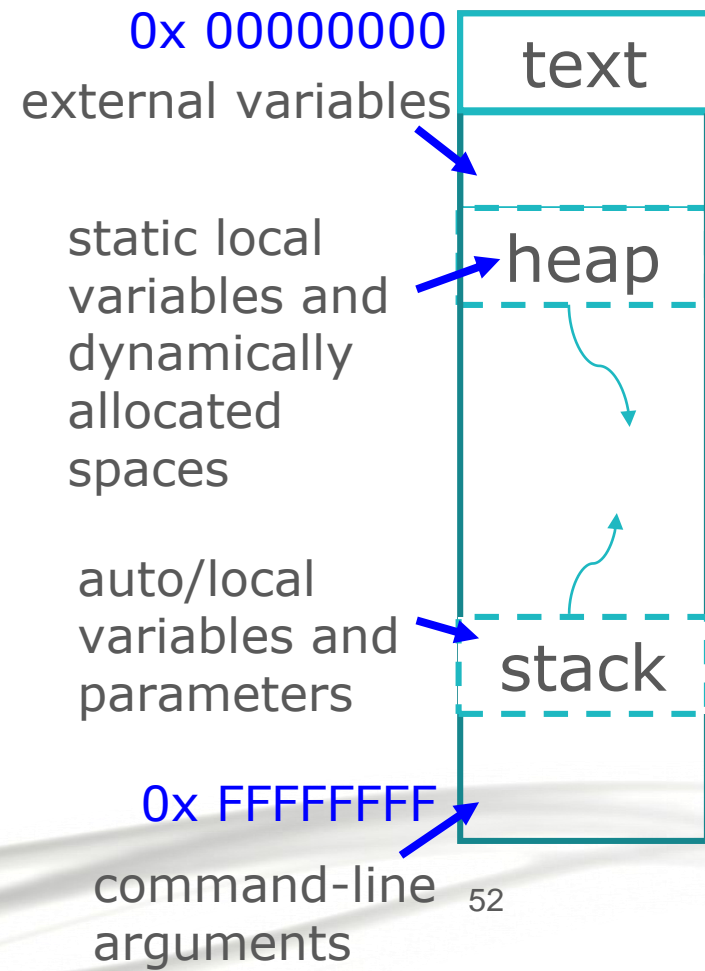 0x 00000000
text
external variables
static local
variables and
dynamically
allocated
spaces
heap
auto/local
variables and
parameters
stack
0x FFFFFFFF
command-line
arguments
52